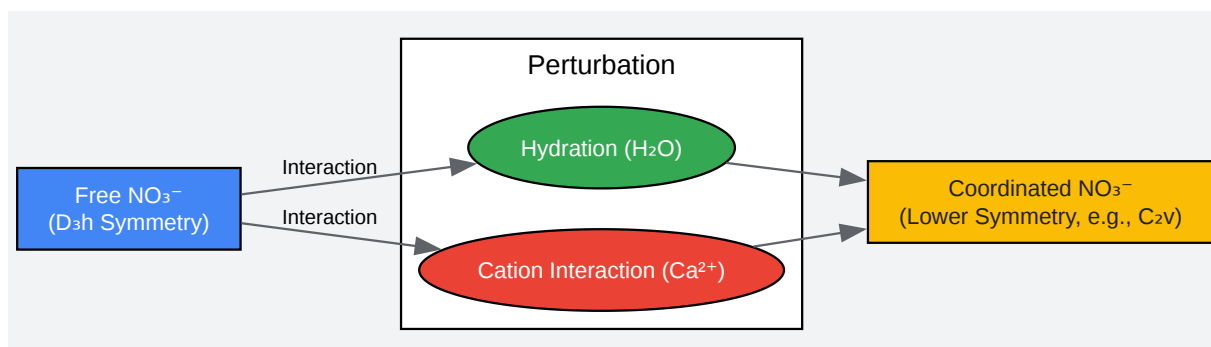 Perturbation
Free NO₃⁻
(D₃h Symmetry)
Interaction
Interaction
Hydration (H₂O)
Cation Interaction (Ca²⁺)
Coordinated NO₃⁻
(Lower Symmetry, e.g., C₂v)